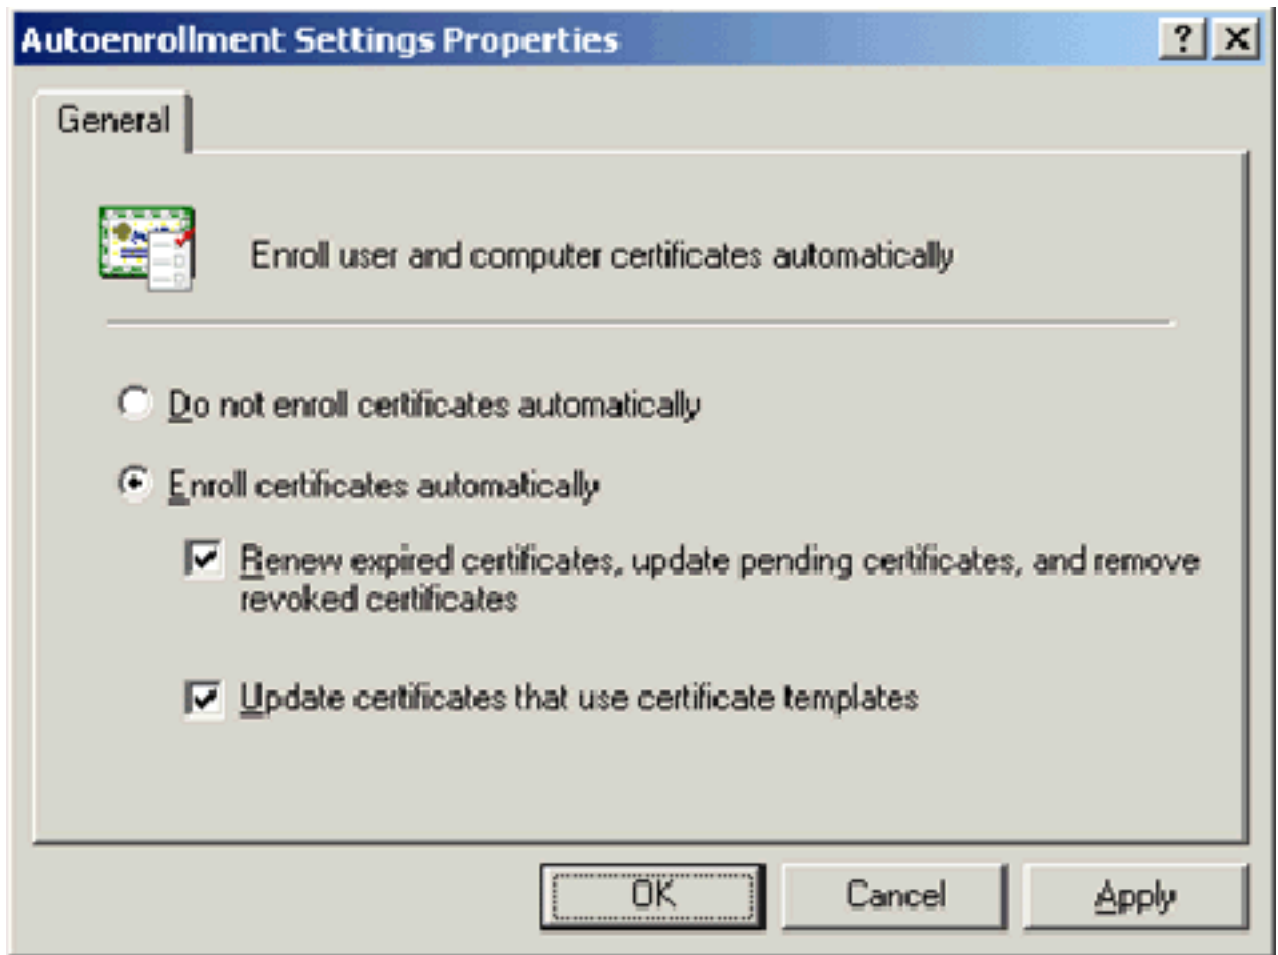 Autoenrollment Settings Properties
?
X
General
Enroll user and computer certificates automatically
Do not enroll certificates automatically
Enroll certificates automatically
Renew expired certificates, update pending certificates, and remove
revoked certificates
Update certificates that use certificate templates
OK
Cancel
Apply